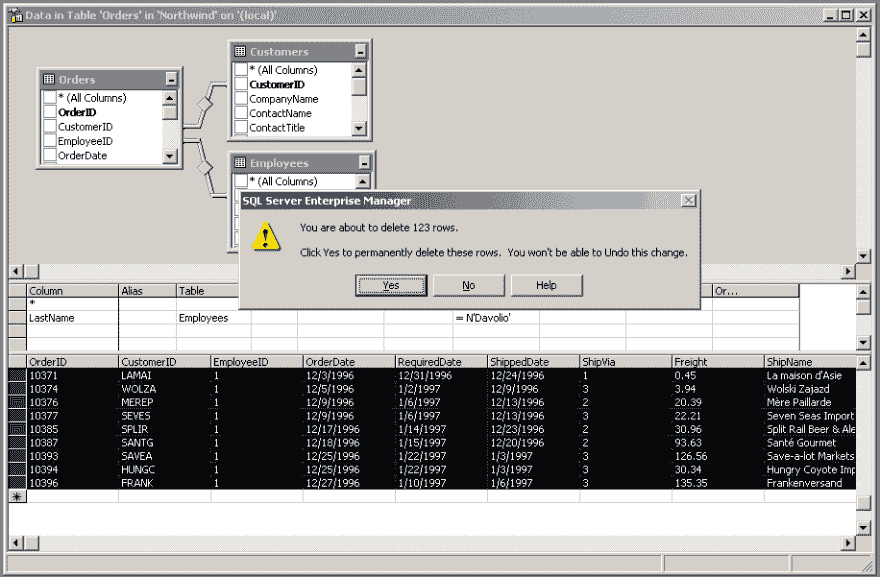 Data in Table 'Orders' in 'Northwind' on '(local)'
Customers
* (All Columns)
CustomerID
CompanyName
ContactName
ContactTitle
Orders
* (All Columns)
OrderID
CustomerID
EmployeeID
OrderDate
Employees
* (All Columns)
SQL Server Enterprise Manager
You are about to delete 123 rows.
Click Yes to permanently delete these rows. You won't be able to Undo this change.
Yes No Help
Column Alias Table Or...
*
LastName Employees = N'Davolio'
OrderID CustomerID EmployeeID OrderDate RequiredDate ShippedDate ShipVia Freight ShipName
10371 LAMAI 1 12/3/1996 12/31/1996 12/24/1996 1 0.45 La maison d'Asie
10374 WOLZA 1 12/5/1996 1/2/1997 12/9/1996 3 3.94 Wolski Zajazd
10376 MEREP 1 12/9/1996 1/6/1997 12/13/1996 2 20.39 Mère Paillarde
10377 SEVES 1 12/9/1996 1/6/1997 12/13/1996 3 22.21 Seven Seas Import
10385 SPLIR 1 12/17/1996 1/14/1997 12/23/1996 2 30.96 Split Rail Beer & Ale
10387 SANTG 1 12/18/1996 1/15/1997 12/20/1996 2 93.63 Santé Gourmet
10393 SAVEA 1 12/25/1996 1/22/1997 1/3/1997 3 126.56 Save-a-lot Markets
10394 HUNGC 1 12/25/1996 1/22/1997 1/3/1997 3 30.34 Hungry Coyote Imp
10396 FRANK 1 12/27/1996 1/10/1997 1/6/1997 3 135.35 Frankenversand